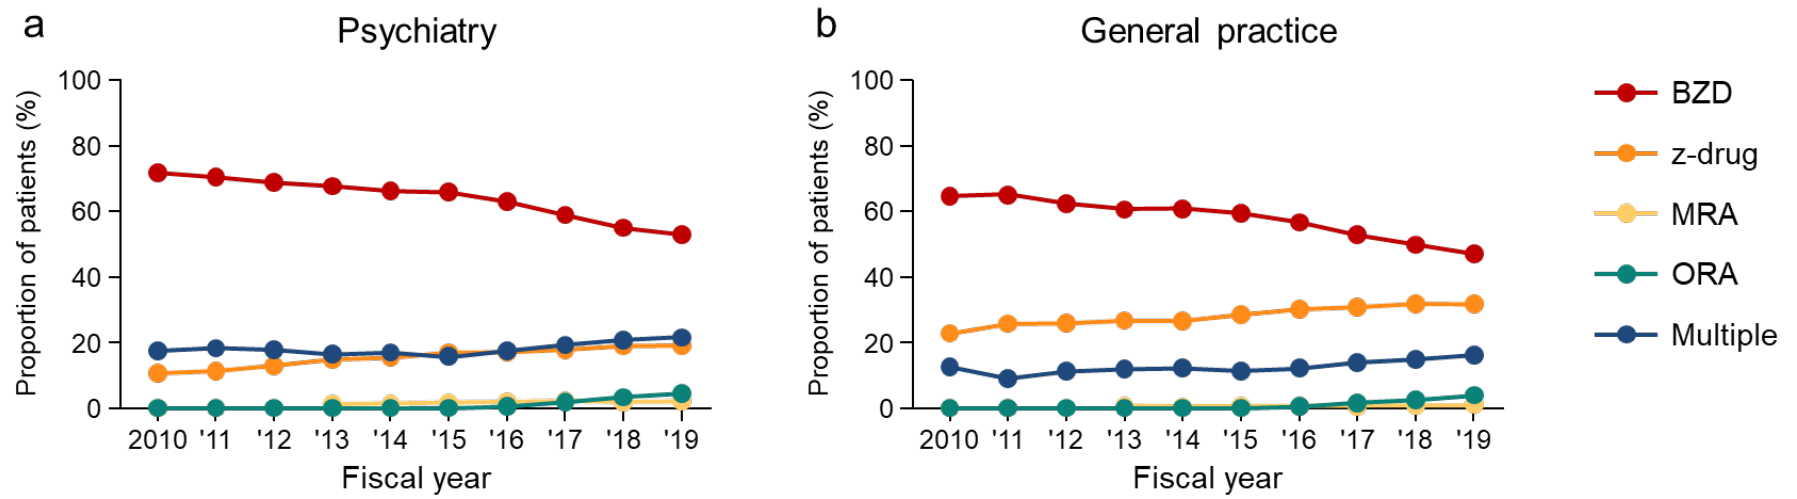 a
Psychiatry
Proportion of patients (%)
100
80
60
40
20
0
2010 '11 '12 '13 '14 '15 '16 '17 '18 '19
Fiscal year
b
General practice
Proportion of patients (%)
100
80
60
40
20
0
2010 '11 '12 '13 '14 '15 '16 '17 '18 '19
Fiscal year
BZD
z-drug
MRA
ORA
Multiple